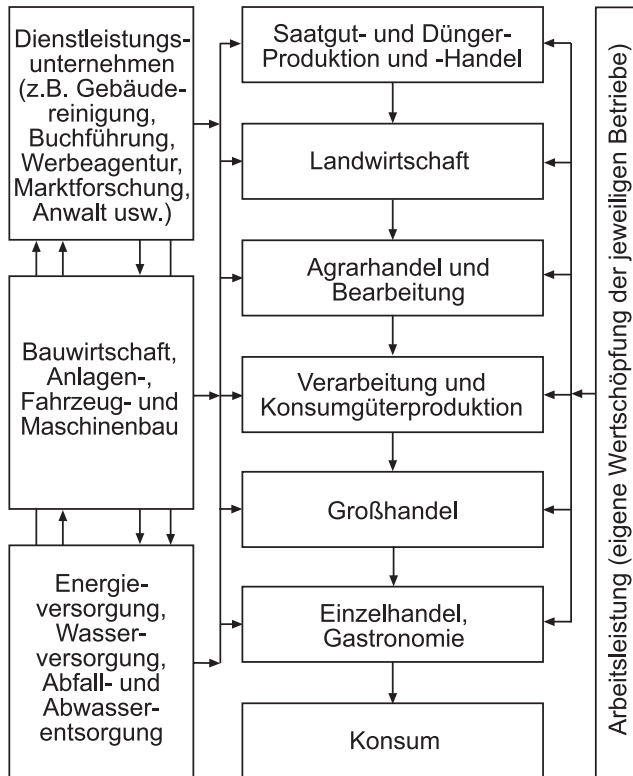 Dienstleistungs-
unternehmen
(z.B. Gebäude-
reinigung,
Buchführung,
Werbeagentur,
Marktforschung,
Anwalt usw.)
Bauwirtschaft,
Anlagen-,
Fahrzeug- und
Maschinenbau
Energie-
versorgung,
Wasser-
versorgung,
Abfall- und
Abwasser-
entsorgung
Saatgut- und Dünger-
Produktion und -Handel
Landwirtschaft
Agrarhandel und
Bearbeitung
Verarbeitung und
Konsumgüterproduktion
Großhandel
Einzelhandel,
Gastronomie
Konsum
Arbeitsleistung (eigene Wertschöpfung der jeweiligen Betriebe)